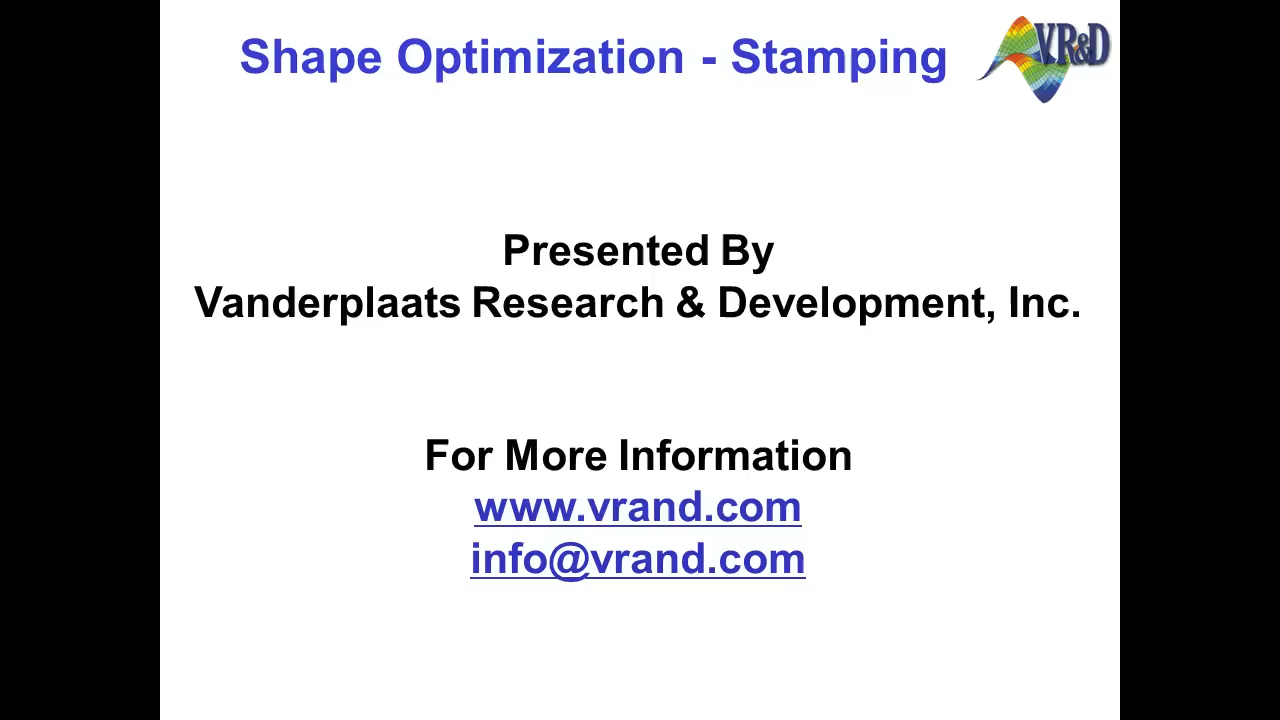 Shape Optimization - Stamping
VR&D
Presented By
Vanderplaats Research & Development, Inc.
For More Information
www.vrand.com
info@vrand.com